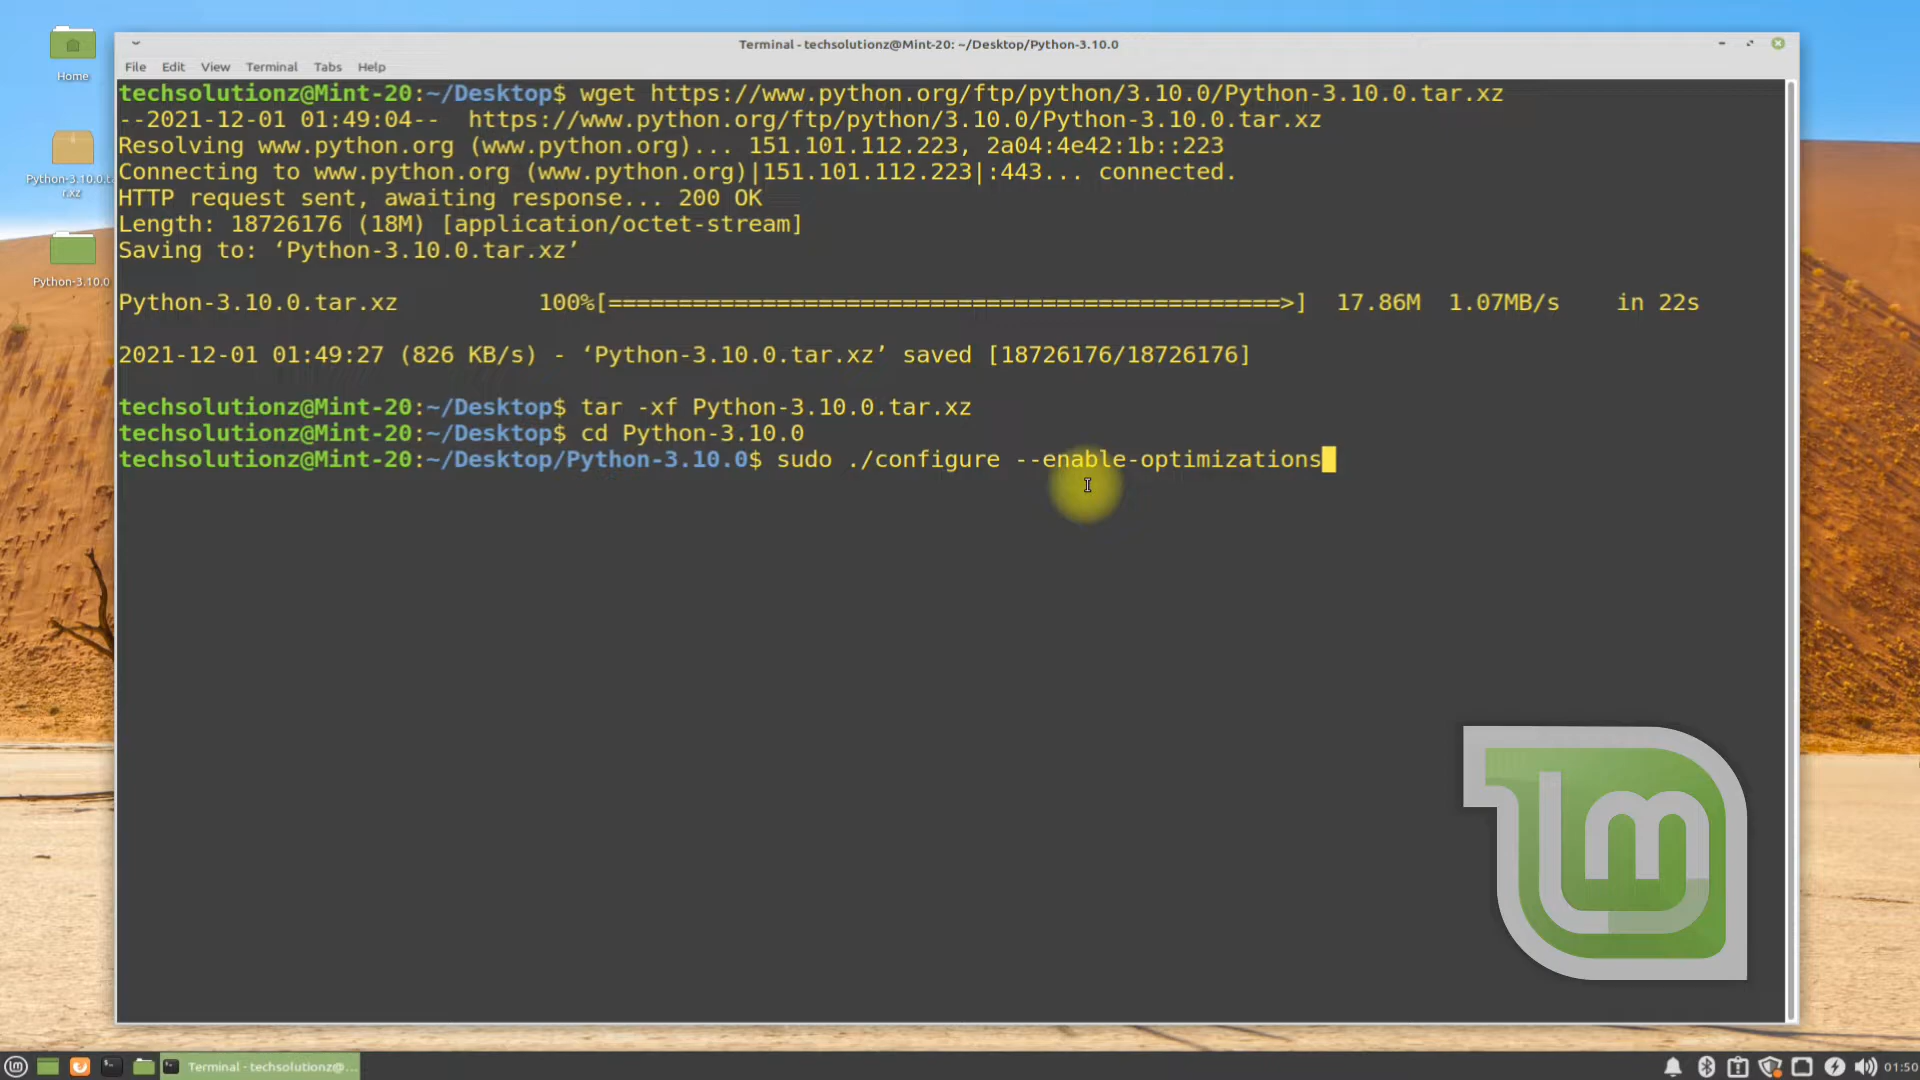 Terminal - techsolutionz@Mint-20: ~/Desktop/Python-3.10.0
File Edit View Terminal Tabs Help
techsolutionz@Mint-20:~/Desktop$ wget https://www.python.org/ftp/python/3.10.0/Python-3.10.0.tar.xz
--2021-12-01 01:49:04--  https://www.python.org/ftp/python/3.10.0/Python-3.10.0.tar.xz
Resolving www.python.org (www.python.org)... 151.101.112.223, 2a04:4e42:1b::223
Connecting to www.python.org (www.python.org)|151.101.112.223|:443... connected.
HTTP request sent, awaiting response... 200 OK
Length: 18726176 (18M) [application/octet-stream]
Saving to: ‘Python-3.10.0.tar.xz’
Python-3.10.0.tar.xz 100%[================================================>] 17.86M 1.07MB/s in 22s
2021-12-01 01:49:27 (826 KB/s) - ‘Python-3.10.0.tar.xz’ saved [18726176/18726176]
techsolutionz@Mint-20:~/Desktop$ tar -xf Python-3.10.0.tar.xz
techsolutionz@Mint-20:~/Desktop$ cd Python-3.10.0
techsolutionz@Mint-20:~/Desktop/Python-3.10.0$ sudo ./configure --enable-optimizations
Home
Python-3.10.0.t
r.xz
Python-3.10.0
lm
Terminal - techsolutionz@...
01:50